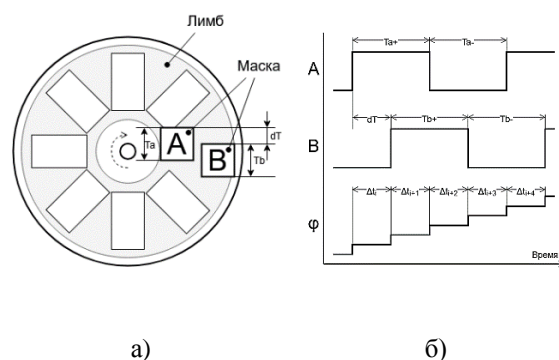 Лимб
Маска
A
B
Ta
dT
Tb
A
Ta+
Ta-
B
dT
Tb+
Tb-
φ
Δti
Δti+1
Δti+2
Δti+3
Δti+4
Время
а)
б)